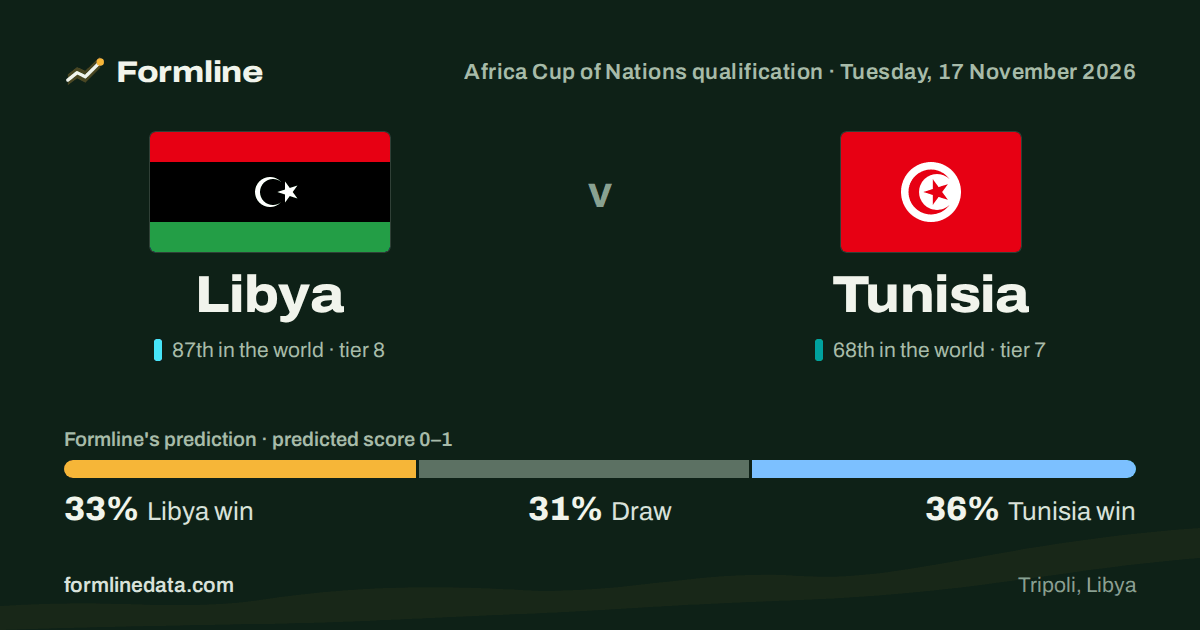 Formline
Africa Cup of Nations qualification · Tuesday, 17 November 2026
v
Libya
Tunisia
87th in the world · tier 8
68th in the world · tier 7
Formline's prediction · predicted score 0–1
33% Libya win
31% Draw
36% Tunisia win
formlinedata.com
Tripoli, Libya